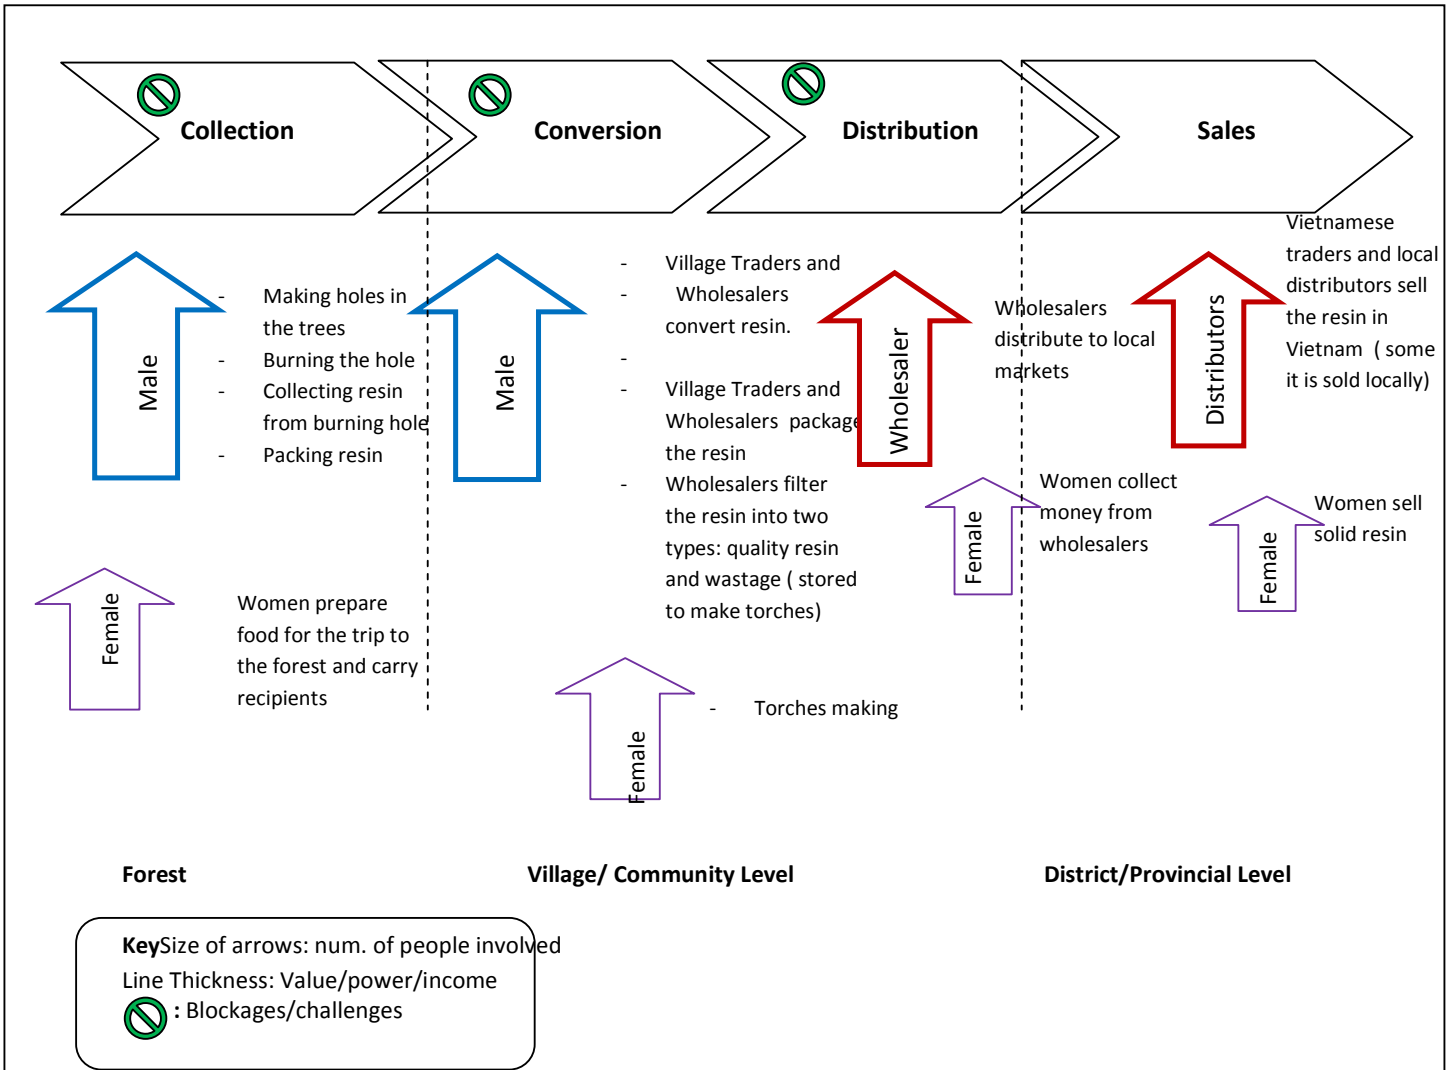 Collection
Conversion
Distribution
Sales
Male
- Making holes in
the trees
- Burning the hole
- Collecting resin
from burning hole
- Packing resin
Female
Women prepare
food for the trip to
the forest and carry
recipients
Male
- Village Traders and
- Wholesalers
convert resin.
-
- Village Traders and
Wholesalers package
the resin
- Wholesalers filter
the resin into two
types: quality resin
and wastage ( stored
to make torches)
Female
- Torches making
Wholesaler
Wholesalers
distribute to local
markets
Female
Women collect
money from
wholesalers
Distributors
Vietnamese
traders and local
distributors sell
the resin in
Vietnam ( some
it is sold locally)
Female
Women sell
solid resin
Forest
Village/ Community Level
District/Provincial Level
KeySize of arrows: num. of people involved
Line Thickness: Value/power/income
: Blockages/challenges